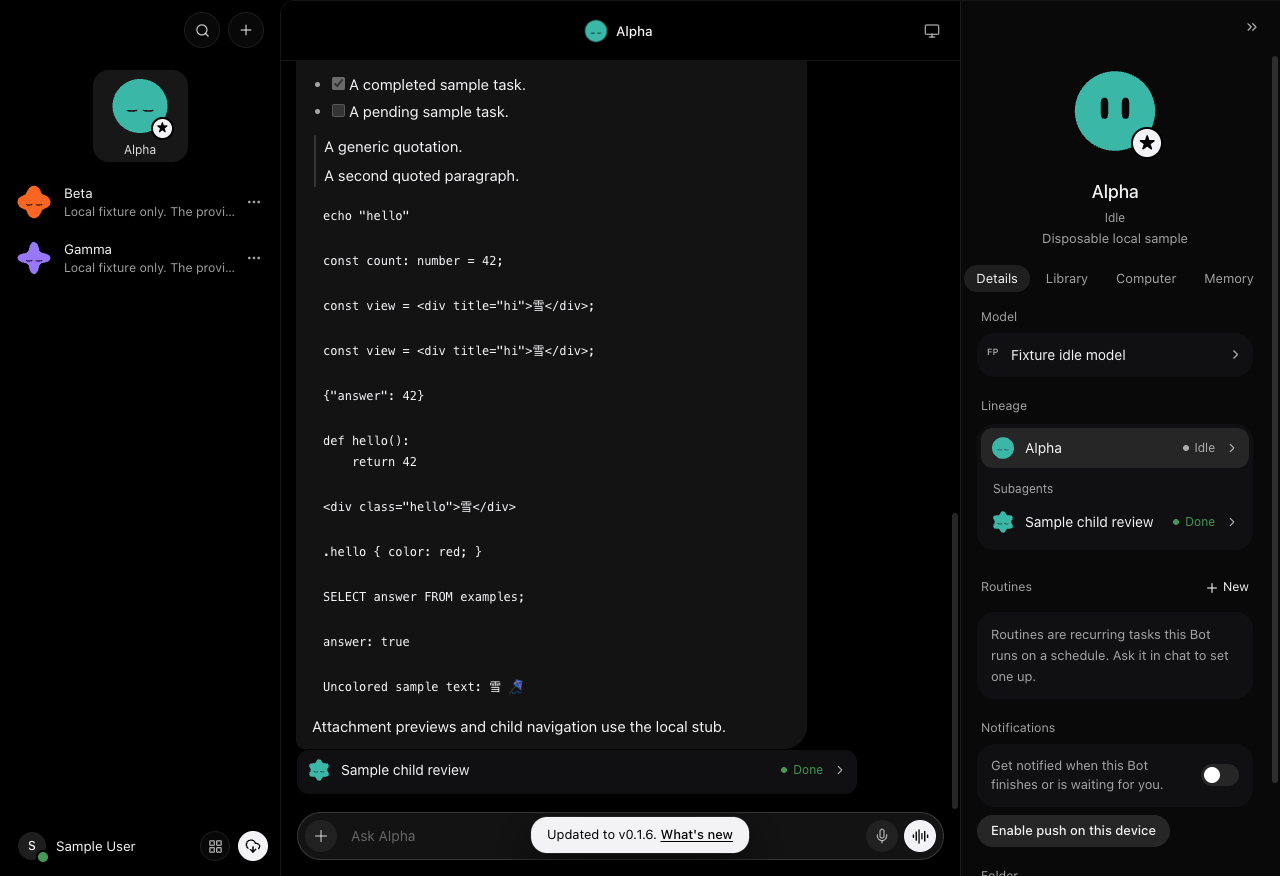 Alpha
Beta
Local fixture only. The provi...
Gamma
Local fixture only. The provi...
S
Sample User
Alpha
A completed sample task.
A pending sample task.
A generic quotation.
A second quoted paragraph.
echo "hello"
const count: number = 42;
const view = <div title="hi">雪</div>;
const view = <div title="hi">雪</div>;
{"answer": 42}
def hello():
    return 42
<div class="hello">雪</div>
.hello { color: red; }
SELECT answer FROM examples;
answer: true
Uncolored sample text: 雪
Attachment previews and child navigation use the local stub.
Sample child review
Done
Ask Alpha
Updated to v0.1.6. What's new
Alpha
Idle
Disposable local sample
Details Library Computer Memory
Model
FP Fixture idle model
Lineage
Alpha Idle
Subagents
Sample child review Done
Routines
New
Routines are recurring tasks this Bot
runs on a schedule. Ask it in chat to set
one up.
Notifications
Get notified when this Bot
finishes or is waiting for you.
Enable push on this device
Folder